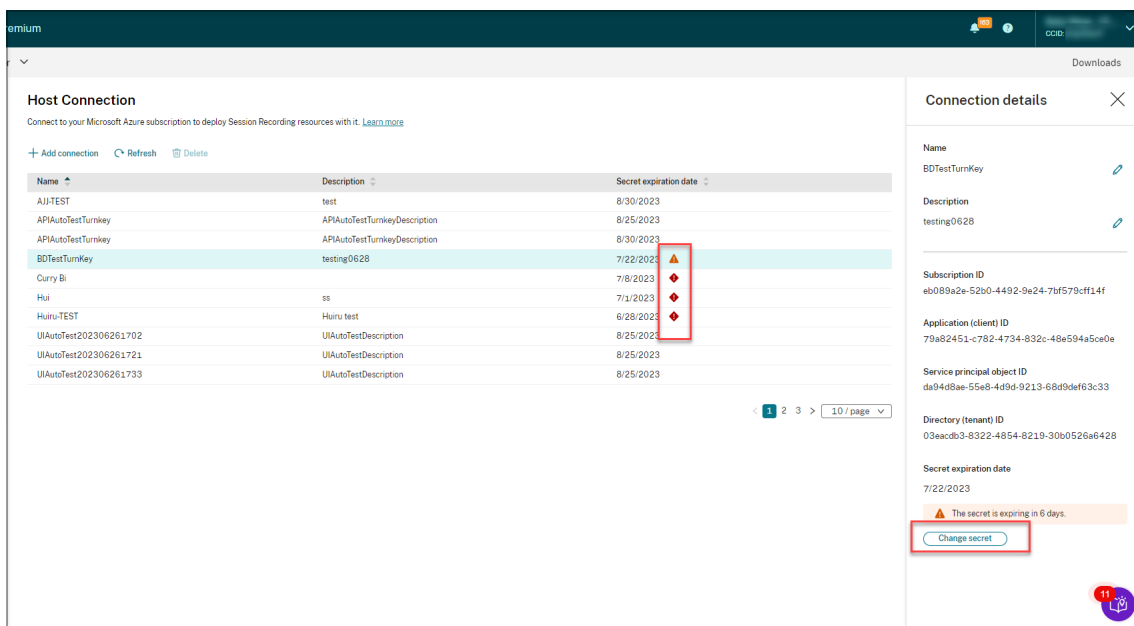 emium
163
CCID:
r
Downloads
Host Connection
Connect to your Microsoft Azure subscription to deploy Session Recording resources with it. Learn more
Add connection Refresh Delete
Name Description Secret expiration date
AJJ-TEST test 8/30/2023
APIAutoTestTurnkey APIAutoTestTurnkeyDescription 8/25/2023
APIAutoTestTurnkey APIAutoTestTurnkeyDescription 8/30/2023
BDTestTurnKey testing0628 7/22/2023
Curry Bi 7/8/2023
Hui ss 7/1/2023
Huiru-TEST Huiru test 6/28/2023
UIAutoTest202306261702 UIAutoTestDescription 8/25/2023
UIAutoTest202306261721 UIAutoTestDescription 8/25/2023
UIAutoTest202306261733 UIAutoTestDescription 8/25/2023
1 2 3 10 / page
Connection details
Name
BDTestTurnKey
Description
testing0628
Subscription ID
eb089a2e-52b0-4492-9e24-7bf579cff14f
Application (client) ID
79a82451-c782-4734-832c-48e594a5ce0e
Service principal object ID
da94d8ae-55e8-4d9d-9213-68d9def63c33
Directory (tenant) ID
03eacdb3-8322-4854-8219-30b0526a6428
Secret expiration date
7/22/2023
The secret is expiring in 6 days.
Change secret
11